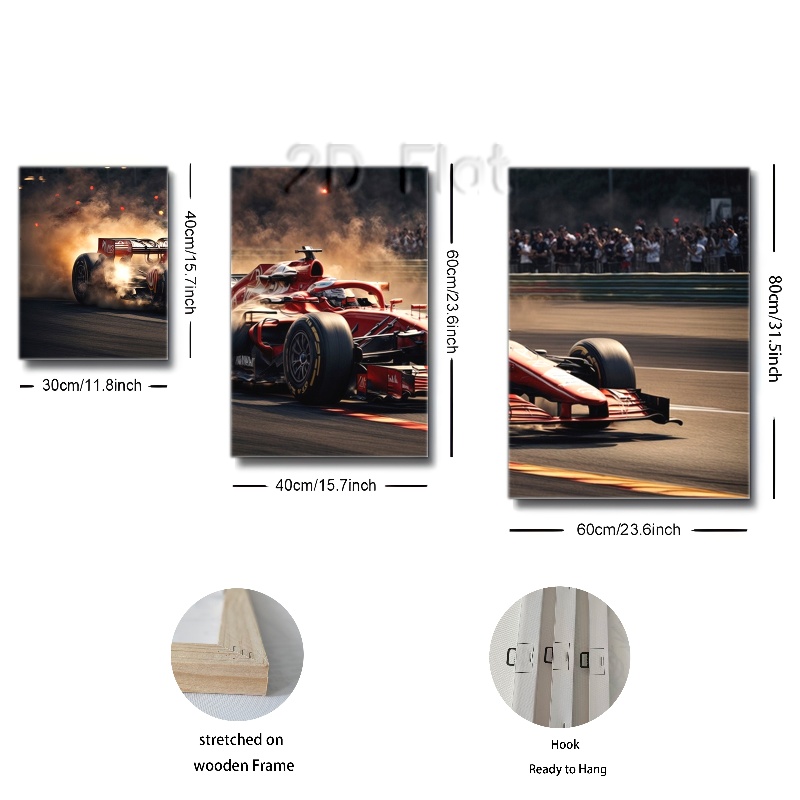 2D Flat
40cm/15.7inch
60cm/23.6inch
80cm/31.5inch
30cm/11.8inch
40cm/15.7inch
60cm/23.6inch
stretched on
wooden Frame
Hook
Ready to Hang